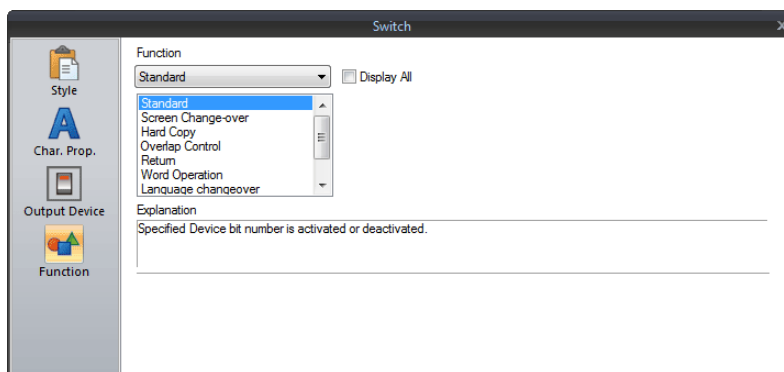 Switch
Style
Char. Prop.
Output Device
Function
Function
Standard
Display All
Standard
Screen Change-over
Hard Copy
Overlap Control
Return
Word Operation
Language changeover
Explanation
Specified Device bit number is activated or deactivated.